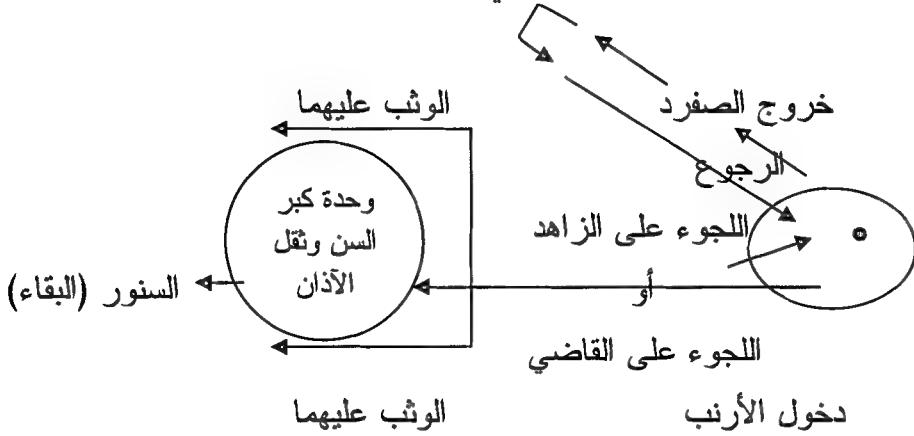 الوثب عليهما
خروج الصفرد
الرجوع
وحدة كبر
السن وثقل
الآذان
اللجوء على الزاهد
أو
السنور (البقاء)
اللجوء على القاضي
الوثب عليهما
دخول الأرنب